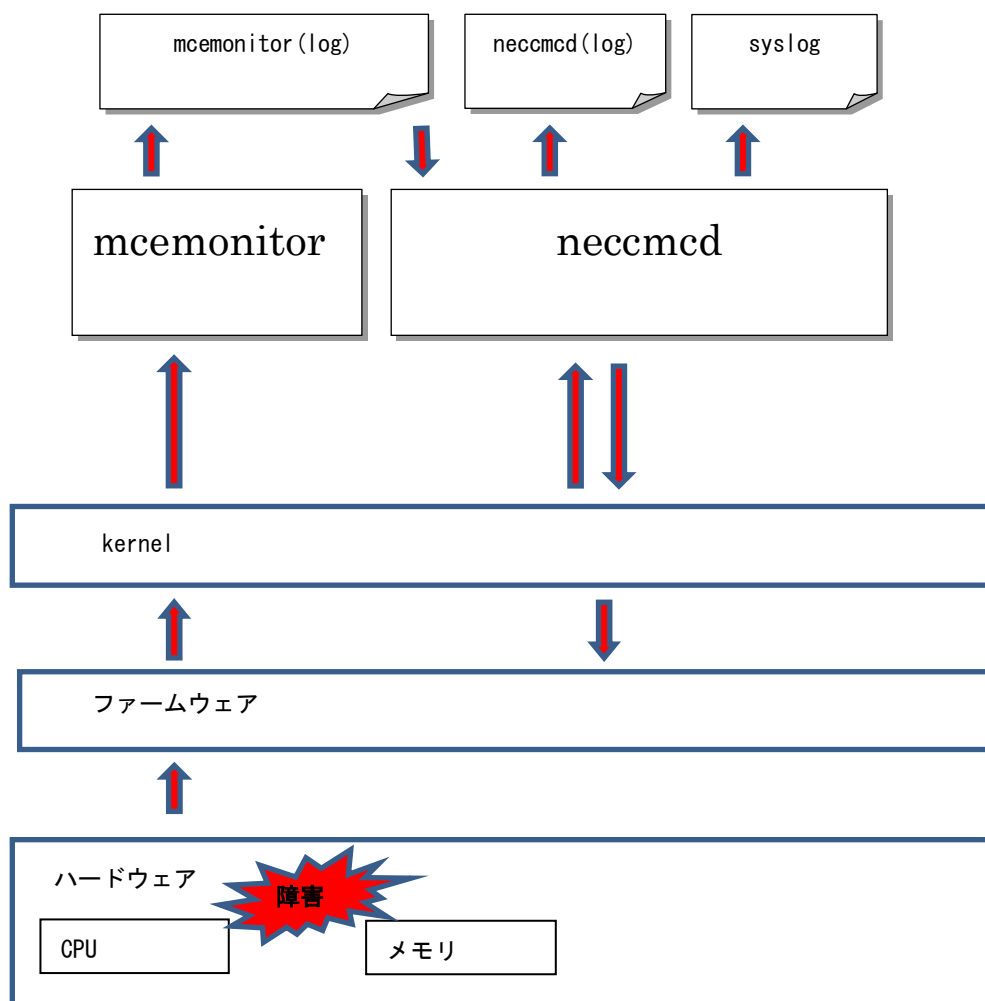 mcemonitor(log)
neccmcd(log)
syslog
mcemonitor
neccmcd
kernel
ファームウェア
ハードウェア
障害
CPU
メモリ